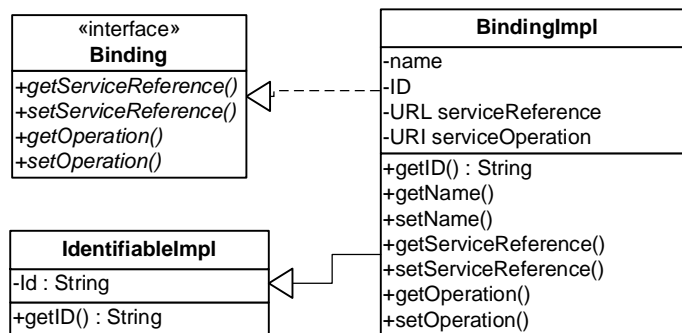 «interface»
Binding
+getServiceReference()
+setServiceReference()
+getOperation()
+setOperation()
BindingImpl
-name
-ID
-URL serviceReference
-URI serviceOperation
+getID() : String
+getName()
+setName()
+getServiceReference()
+setServiceReference()
+getOperation()
+setOperation()
IdentifiableImpl
-Id : String
+getID() : String